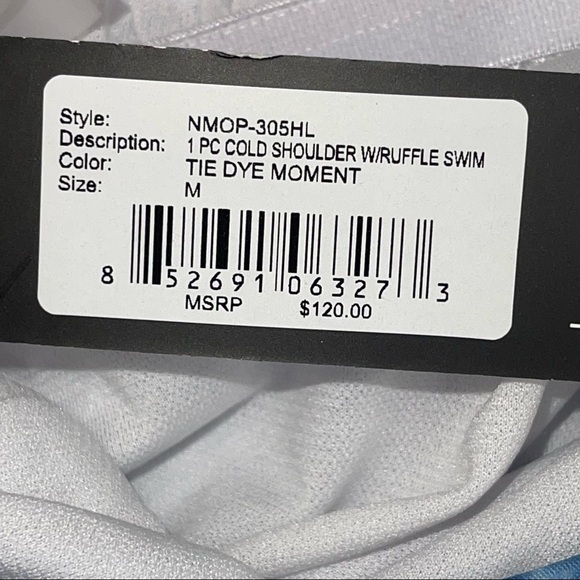 Style: NMOP-305HL
Description: 1 PC COLD SHOULDER W/RUFFLE SWIM
Color: TIE DYE MOMENT
Size: M
8 52691 06327 3
MSRP $120.00